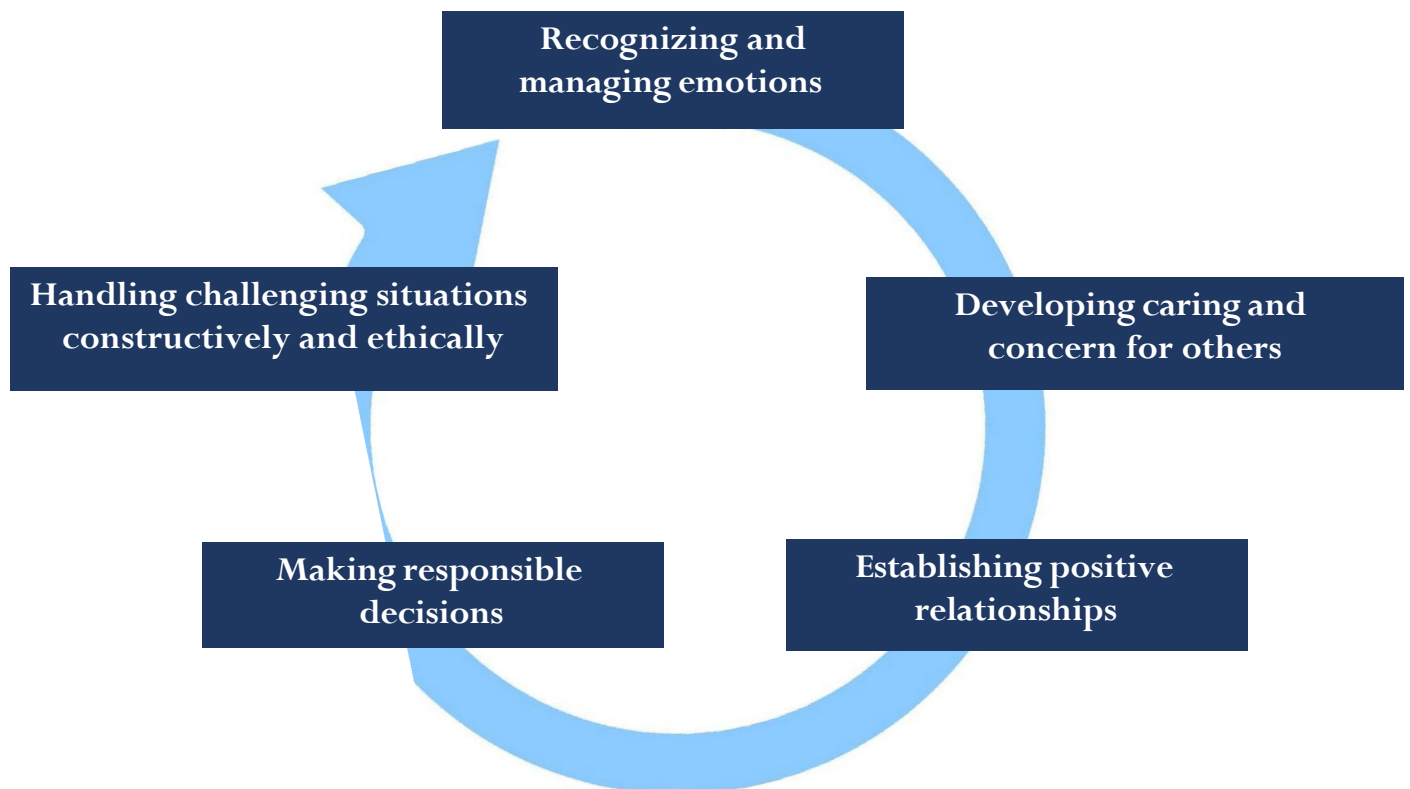 Recognizing and
managing emotions
Developing caring and
concern for others
Establishing positive
relationships
Making responsible
decisions
Handling challenging situations
constructively and ethically